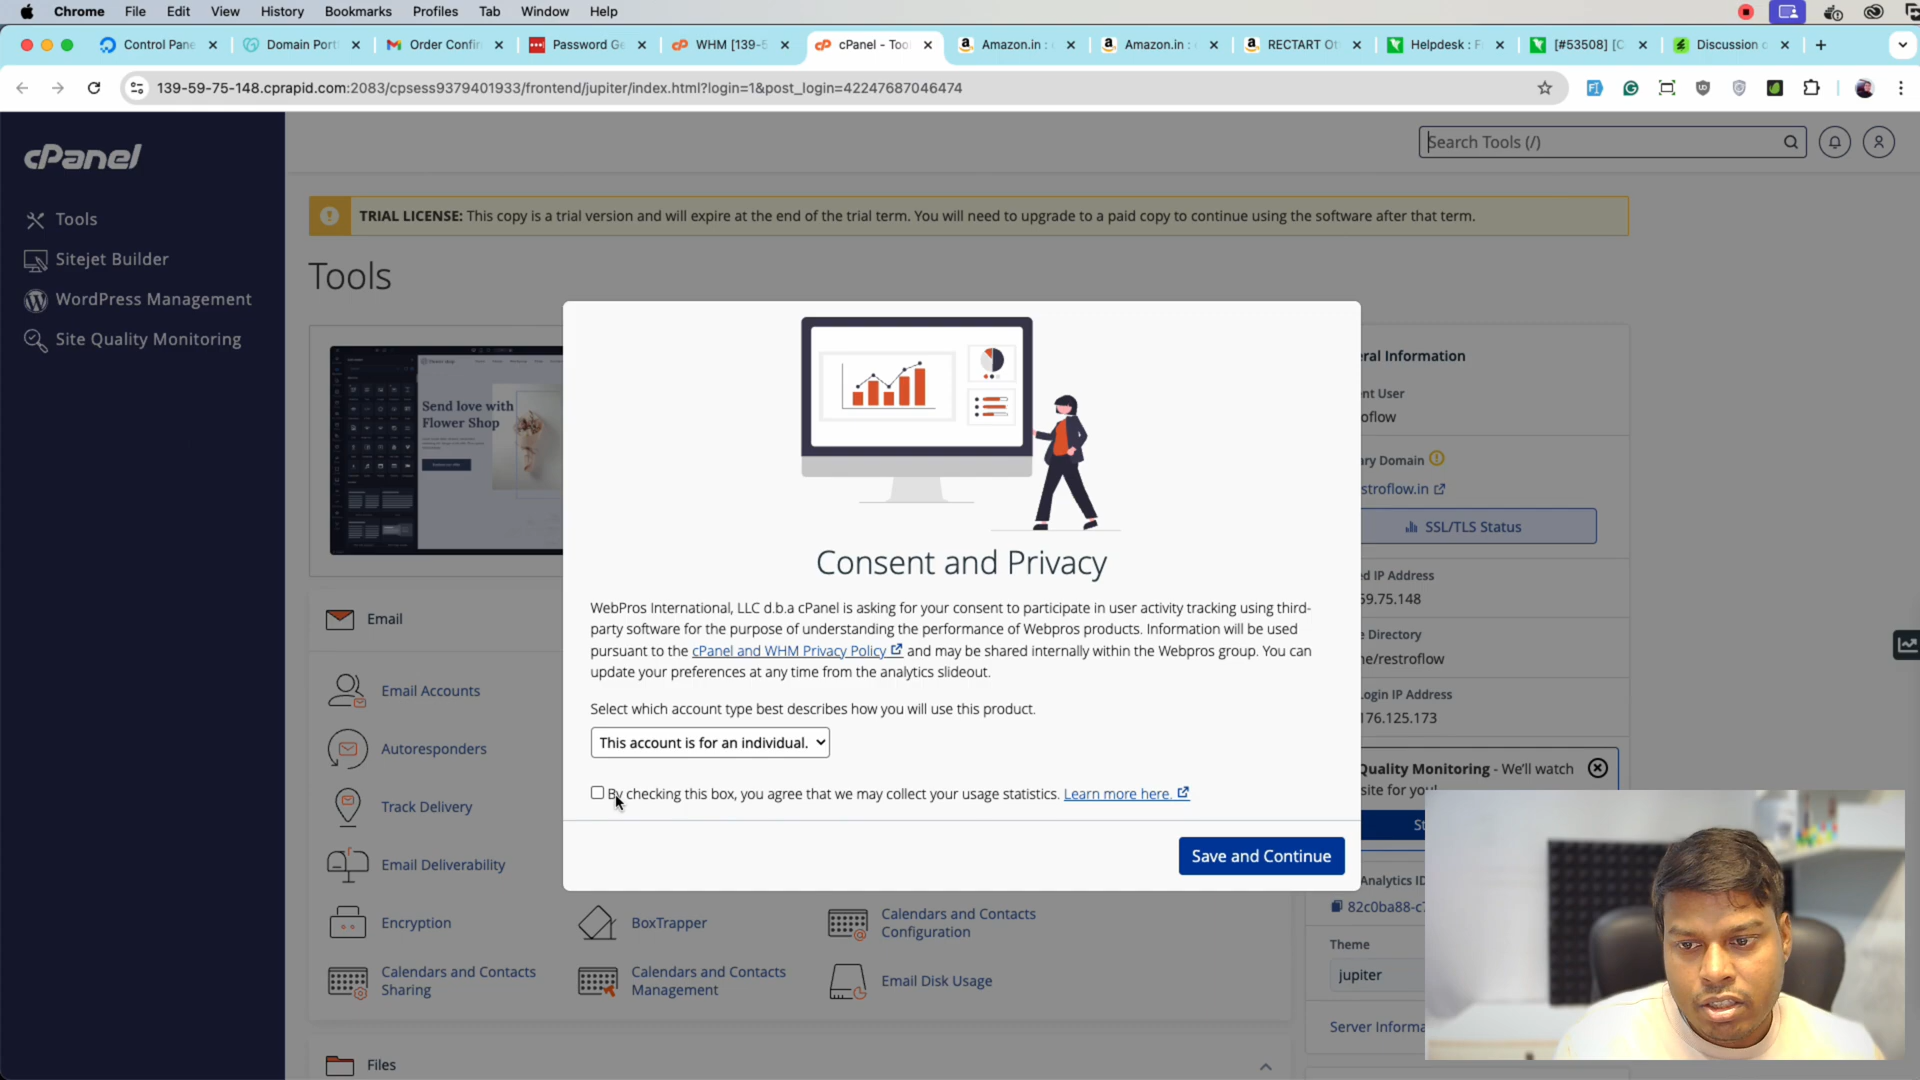 Chrome File Edit View History Bookmarks Profiles Tab Window Help
Control Pane Domain Port Gmail Order Confir Password Ge WHM [139-5 cPanel - Too Amazon.in : Amazon.in : RECTART Ot Helpdesk : F [#53508] [C Discussion
139-59-75-148.cprapid.com:2083/cpsess9379401933/frontend/jupiter/index.html?login=1&post_login=42247687046474
cPanel
Search Tools (/)
Tools
Sitejet Builder
WordPress Management
Site Quality Monitoring
TRIAL LICENSE: This copy is a trial version and will expire at the end of the trial term. You will need to upgrade to a paid copy to continue using the software after that term.
Tools
Send love with
Flower Shop
Consent and Privacy
WebPros International, LLC d.b.a cPanel is asking for your consent to participate in user activity tracking using third-
party software for the purpose of understanding the performance of Webpros products. Information will be used
pursuant to the cPanel and WHM Privacy Policy and may be shared internally within the Webpros group. You can
update your preferences at any time from the analytics slideout.
Select which account type best describes how you will use this product.
This account is for an individual.
By checking this box, you agree that we may collect your usage statistics. Learn more here.
Save and Continue
Email
Email Accounts
Autoresponders
Track Delivery
Email Deliverability
Encryption
BoxTrapper
Calendars and Contacts
Configuration
Calendars and Contacts
Sharing
Calendars and Contacts
Management
Email Disk Usage
Files
eral Information
nt User
oflow
ary Domain
stroflow.in
SSL/TLS Status
d IP Address
59.75.148
e Directory
e/restroflow
ogin IP Address
176.125.173
Quality Monitoring - We'll watch
site for you!
St
Analytics ID
82c0ba88-c
Theme
jupiter
Server Informa